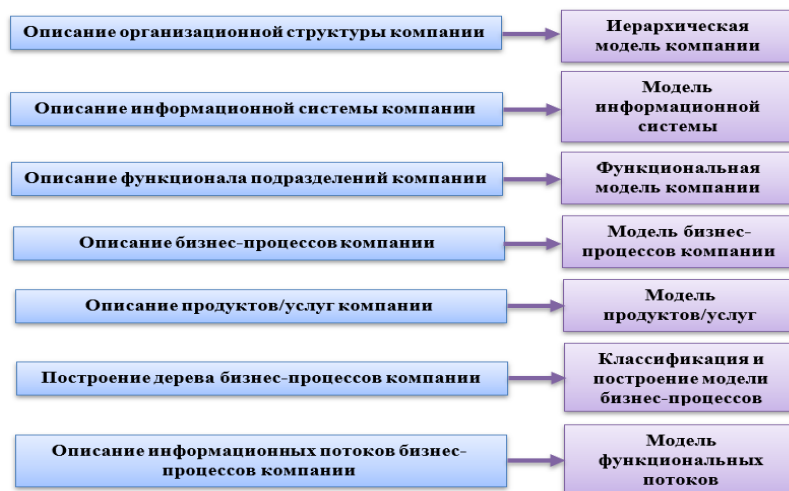 Описание организационной структуры компании
Иерархическая
модель компании
Описание информационной системы компании
Модель
информационной
системы
Описание функционала подразделений компании
Функциональная
модель компании
Описание бизнес-процессов компании
Модель бизнес-
процессов компании
Описание продуктов/услуг компании
Модель
продуктов/услуг
Построение дерева бизнес-процессов компании
Классификация и
построение модели
бизнес-процессов
Описание информационных потоков бизнес-
процессов компании
Модель
функциональных
потоков